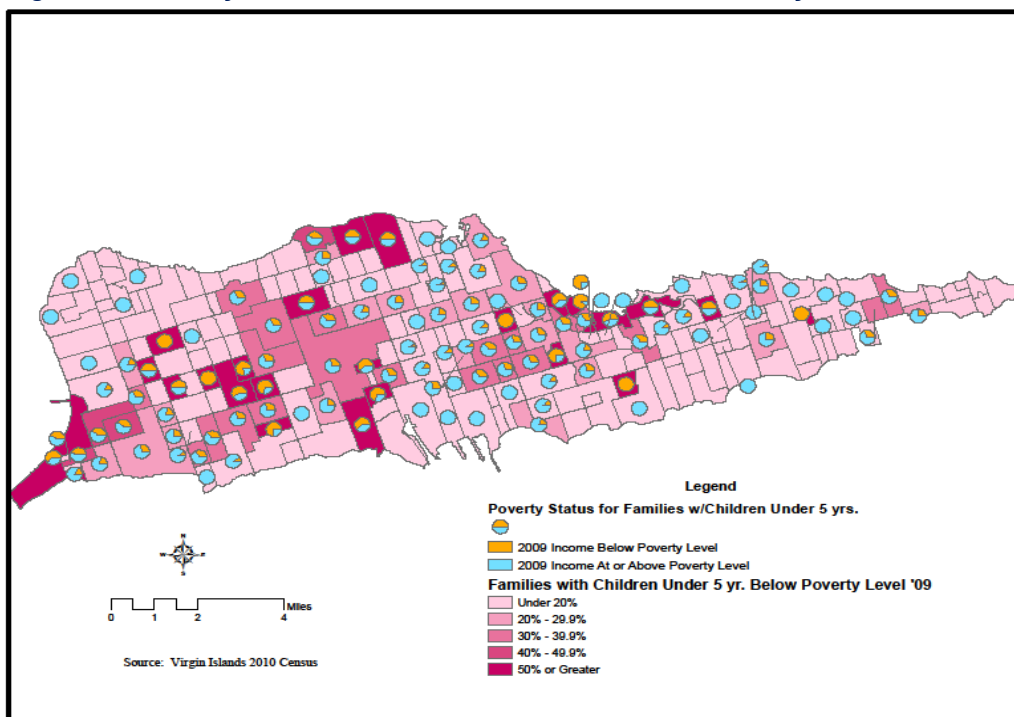 N
W
E
S
0 1 2 4
Miles
Source: Virgin Islands 2010 Census
Legend
Poverty Status for Families w/Children Under 5 yrs.
2009 Income Below Poverty Level
2009 Income At or Above Poverty Level
Families with Children Under 5 yr. Below Poverty Level '09
Under 20%
20% - 29.9%
30% - 39.9%
40% - 49.9%
50% or Greater